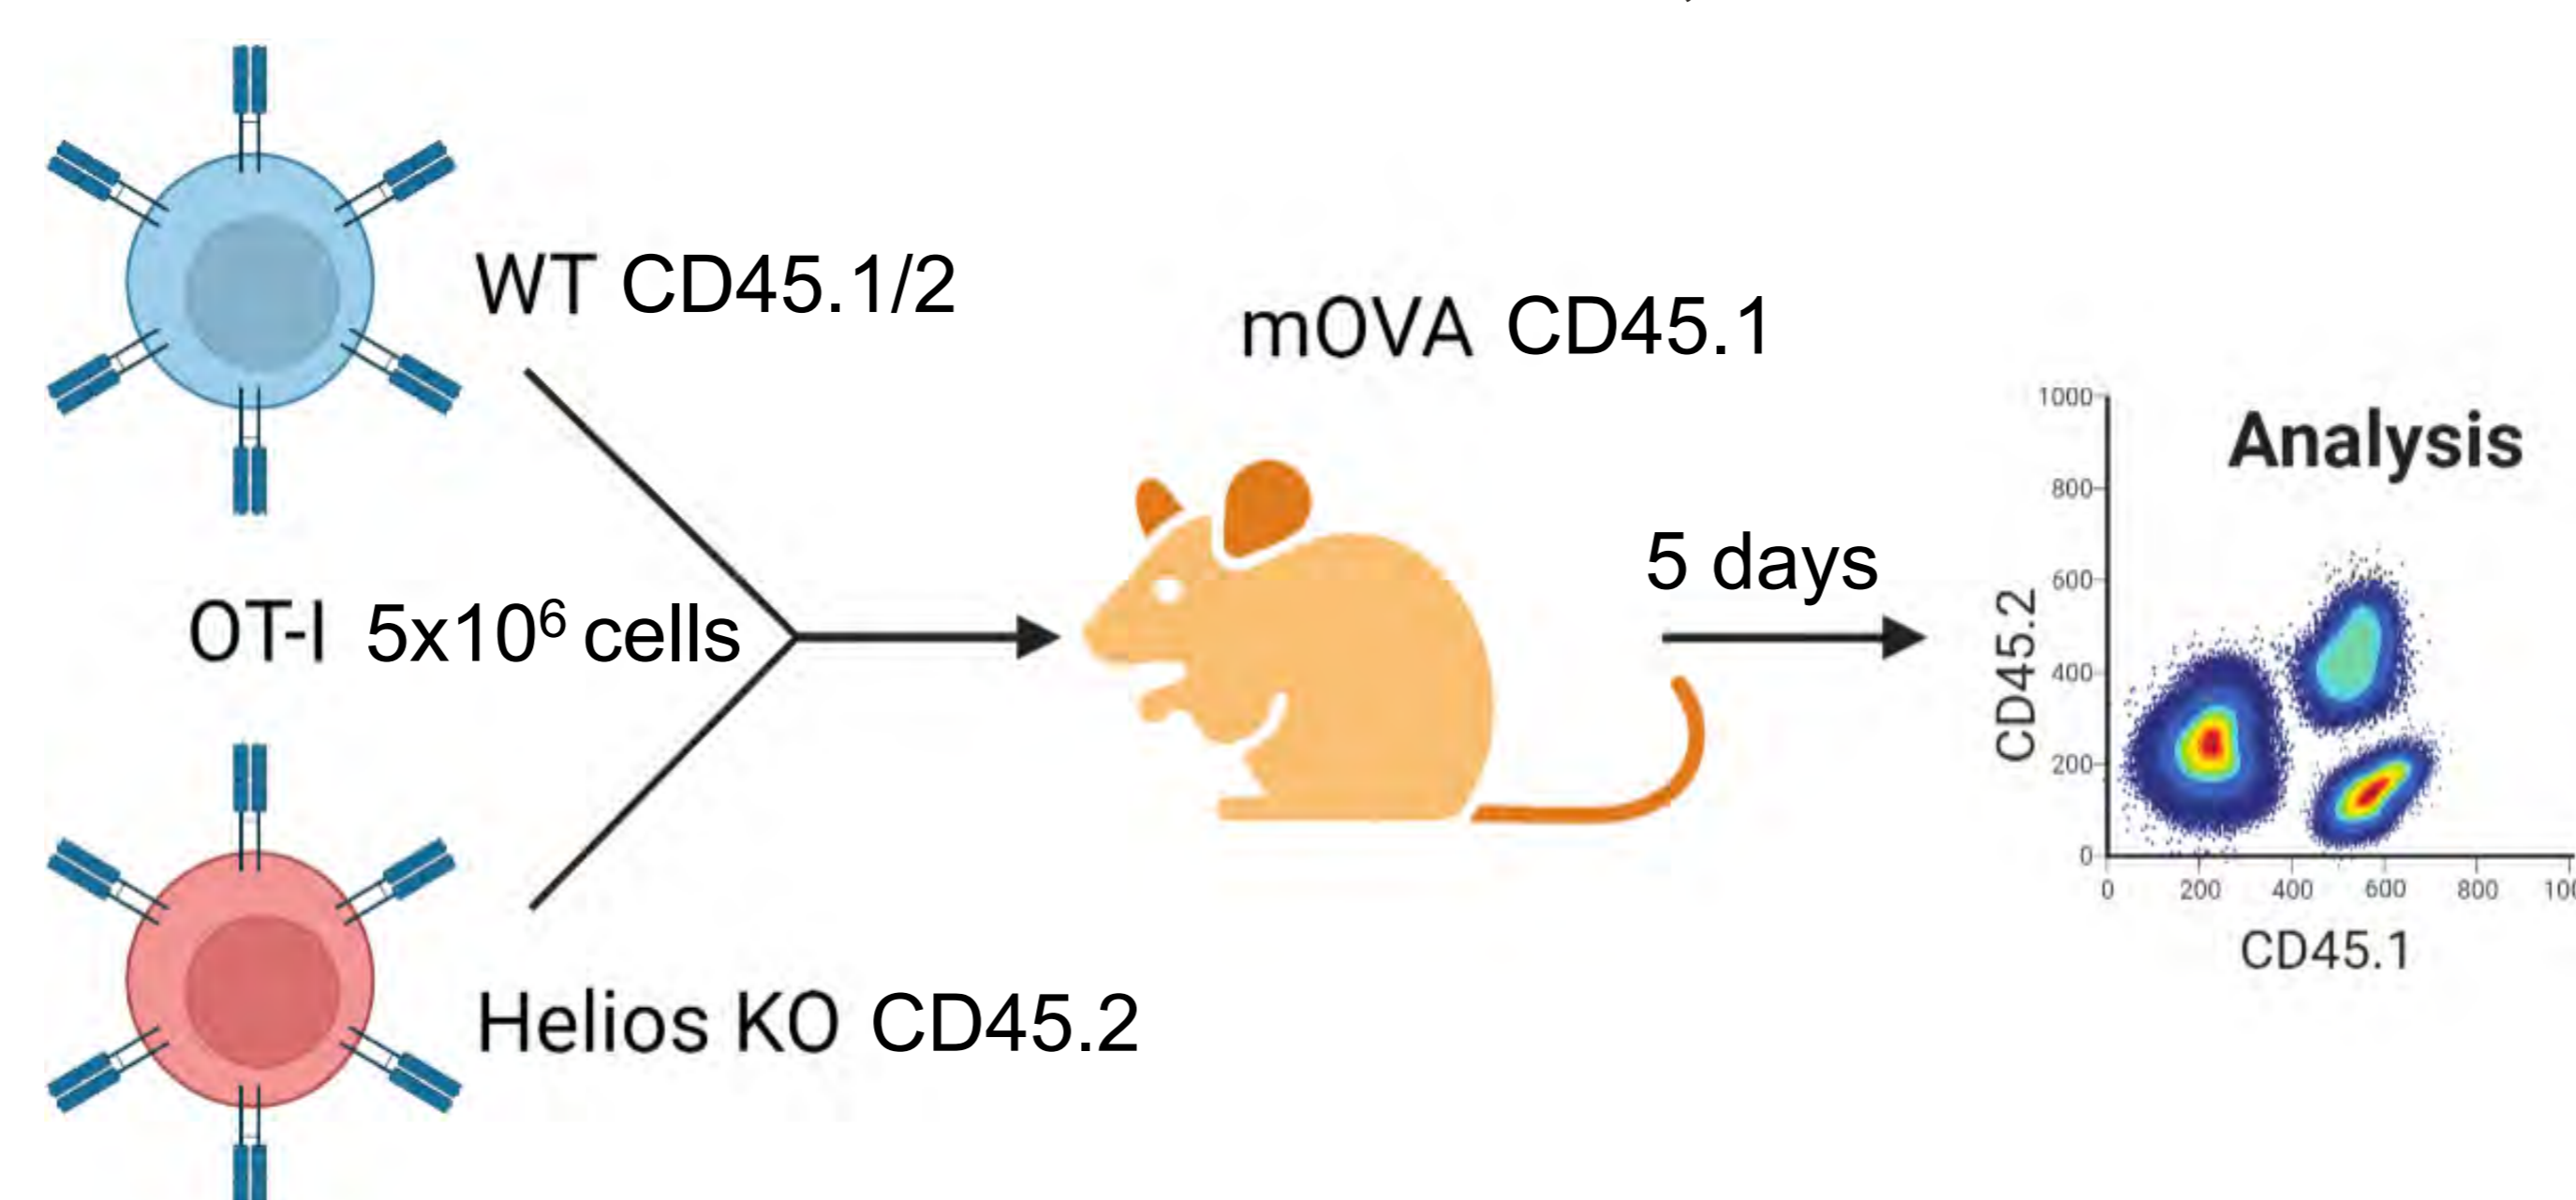 WT CD45.1/2
mOVA CD45.1
OT-I 5x10⁶ cells
5 days
Helios KO CD45.2
Analysis
CD45.2
1000
800
600
400
200
0
0 200 400 600 800
CD45.1